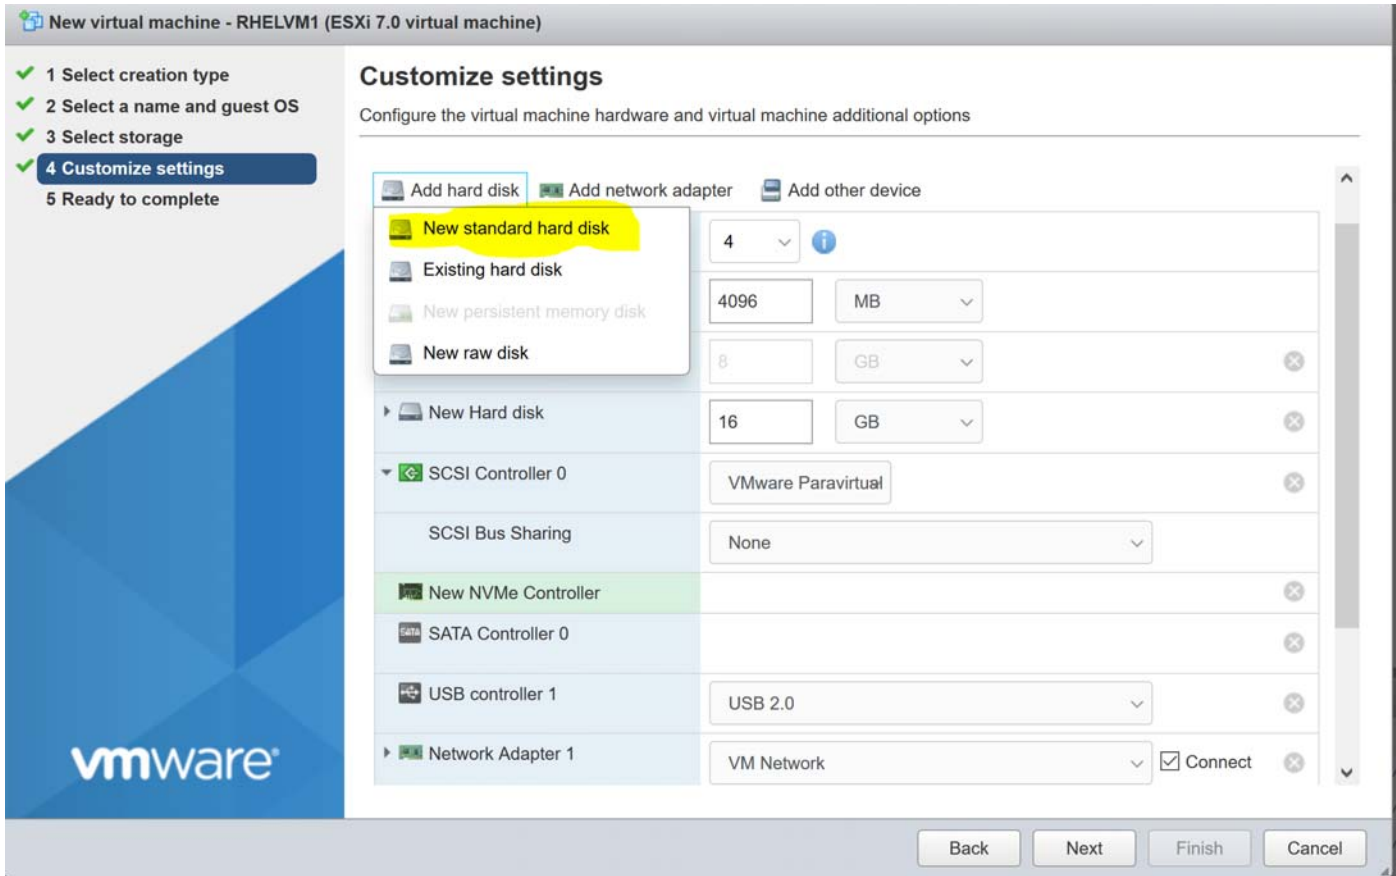 New virtual machine - RHELVM1 (ESXi 7.0 virtual machine)
1 Select creation type
2 Select a name and guest OS
3 Select storage
4 Customize settings
5 Ready to complete
vmware®
Customize settings
Configure the virtual machine hardware and virtual machine additional options
Add hard disk Add network adapter Add other device
New standard hard disk
Existing hard disk
New persistent memory disk
New raw disk
4
4096 MB
8 GB
New Hard disk 16 GB
SCSI Controller 0 VMware Paravirtual
SCSI Bus Sharing None
New NVMe Controller
SATA SATA Controller 0
USB controller 1 USB 2.0
Network Adapter 1 VM Network Connect
Back Next Finish Cancel